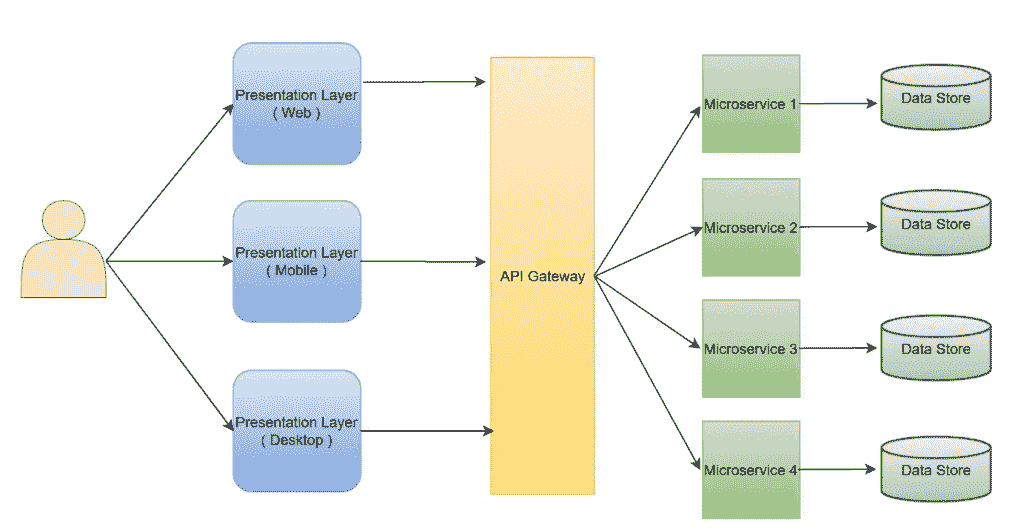 Presentation Layer
( Web )
Presentation Layer
( Mobile )
Presentation Layer
( Desktop )
API Gateway
Microservice 1
Data Store
Microservice 2
Data Store
Microservice 3
Data Store
Microservice 4
Data Store